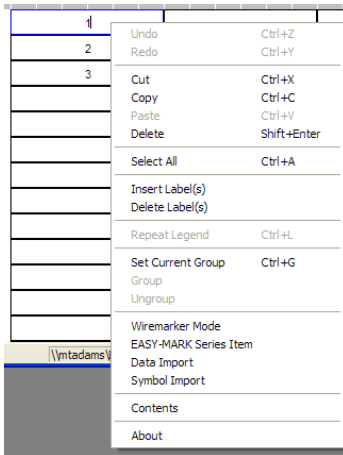 1
2
3
Undo Ctrl+Z
Redo Ctrl+Y
Cut Ctrl+X
Copy Ctrl+C
Paste Ctrl+V
Delete Shift+Enter
Select All Ctrl+A
Insert Label(s)
Delete Label(s)
Repeat Legend Ctrl+L
Set Current Group Ctrl+G
Group
Ungroup
Wiremarker Mode
EASY-MARK Series Item
Data Import
Symbol Import
Contents
About
\\mtadams\